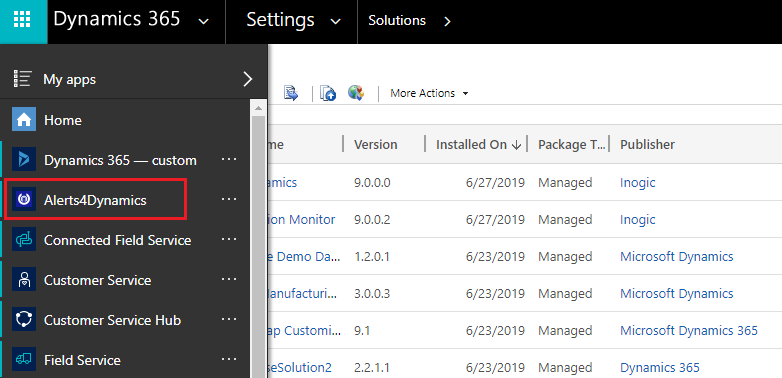 Dynamics 365 Settings Solutions
My apps
More Actions
Home
Dynamics 365 — custom
Alerts4Dynamics
Connected Field Service
Customer Service
Customer Service Hub
Field Service
me Version Installed On Package T... Publisher
amics 9.0.0.0 6/27/2019 Managed Inogic
ion Monitor 9.0.0.2 6/27/2019 Managed Inogic
e Demo Da... 1.2.0.1 6/23/2019 Managed Microsoft Dynamics
Manufacturi... 3.0.0.3 6/23/2019 Managed Microsoft Dynamics
ap Customi... 9.1 6/23/2019 Managed Microsoft Dynamics 365
seSolution2 2.2.1.1 6/23/2019 Managed Dynamics 365